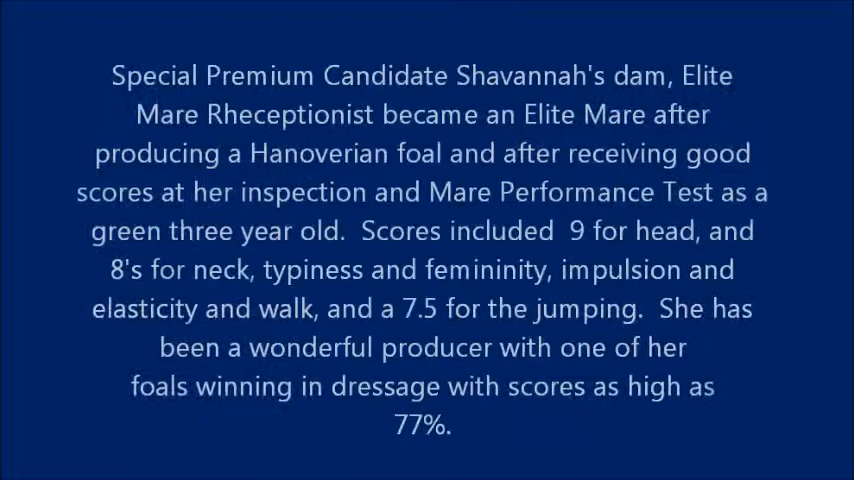 Special Premium Candidate Shavannah's dam, Elite
Mare Rheceptionist became an Elite Mare after
producing a Hanoverian foal and after receiving good
scores at her inspection and Mare Performance Test as a
green three year old.  Scores included  9 for head, and
8's for neck, typiness and femininity, impulsion and
elasticity and walk, and a 7.5 for the jumping.  She has
been a wonderful producer with one of her
foals winning in dressage with scores as high as
77%.